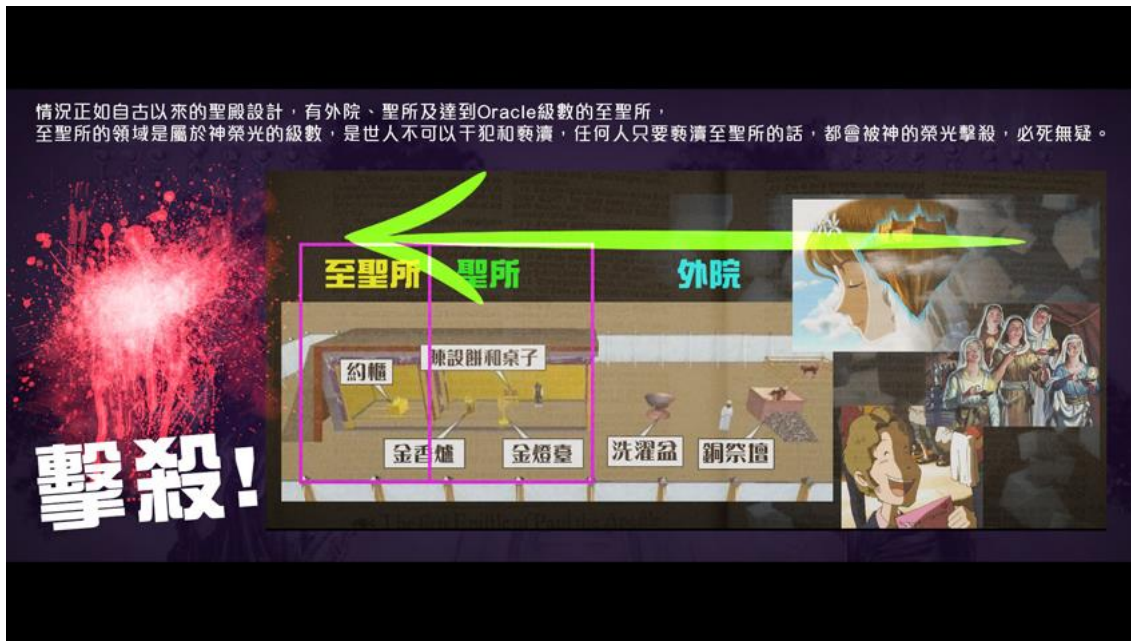 情況正如自古以來的聖殿設計，有外院、聖所及達到Oracle級數的至聖所，
至聖所的領域是屬於神榮光的級數，是世人不可以干犯和褻瀆，任何人只要褻瀆至聖所的話，都會被神的榮光擊殺，必死無疑。
至聖所 聖所 外院
陳設餅和桌子
約櫃
金香爐 金燈臺 洗濯盆 銅祭壇
擊殺!